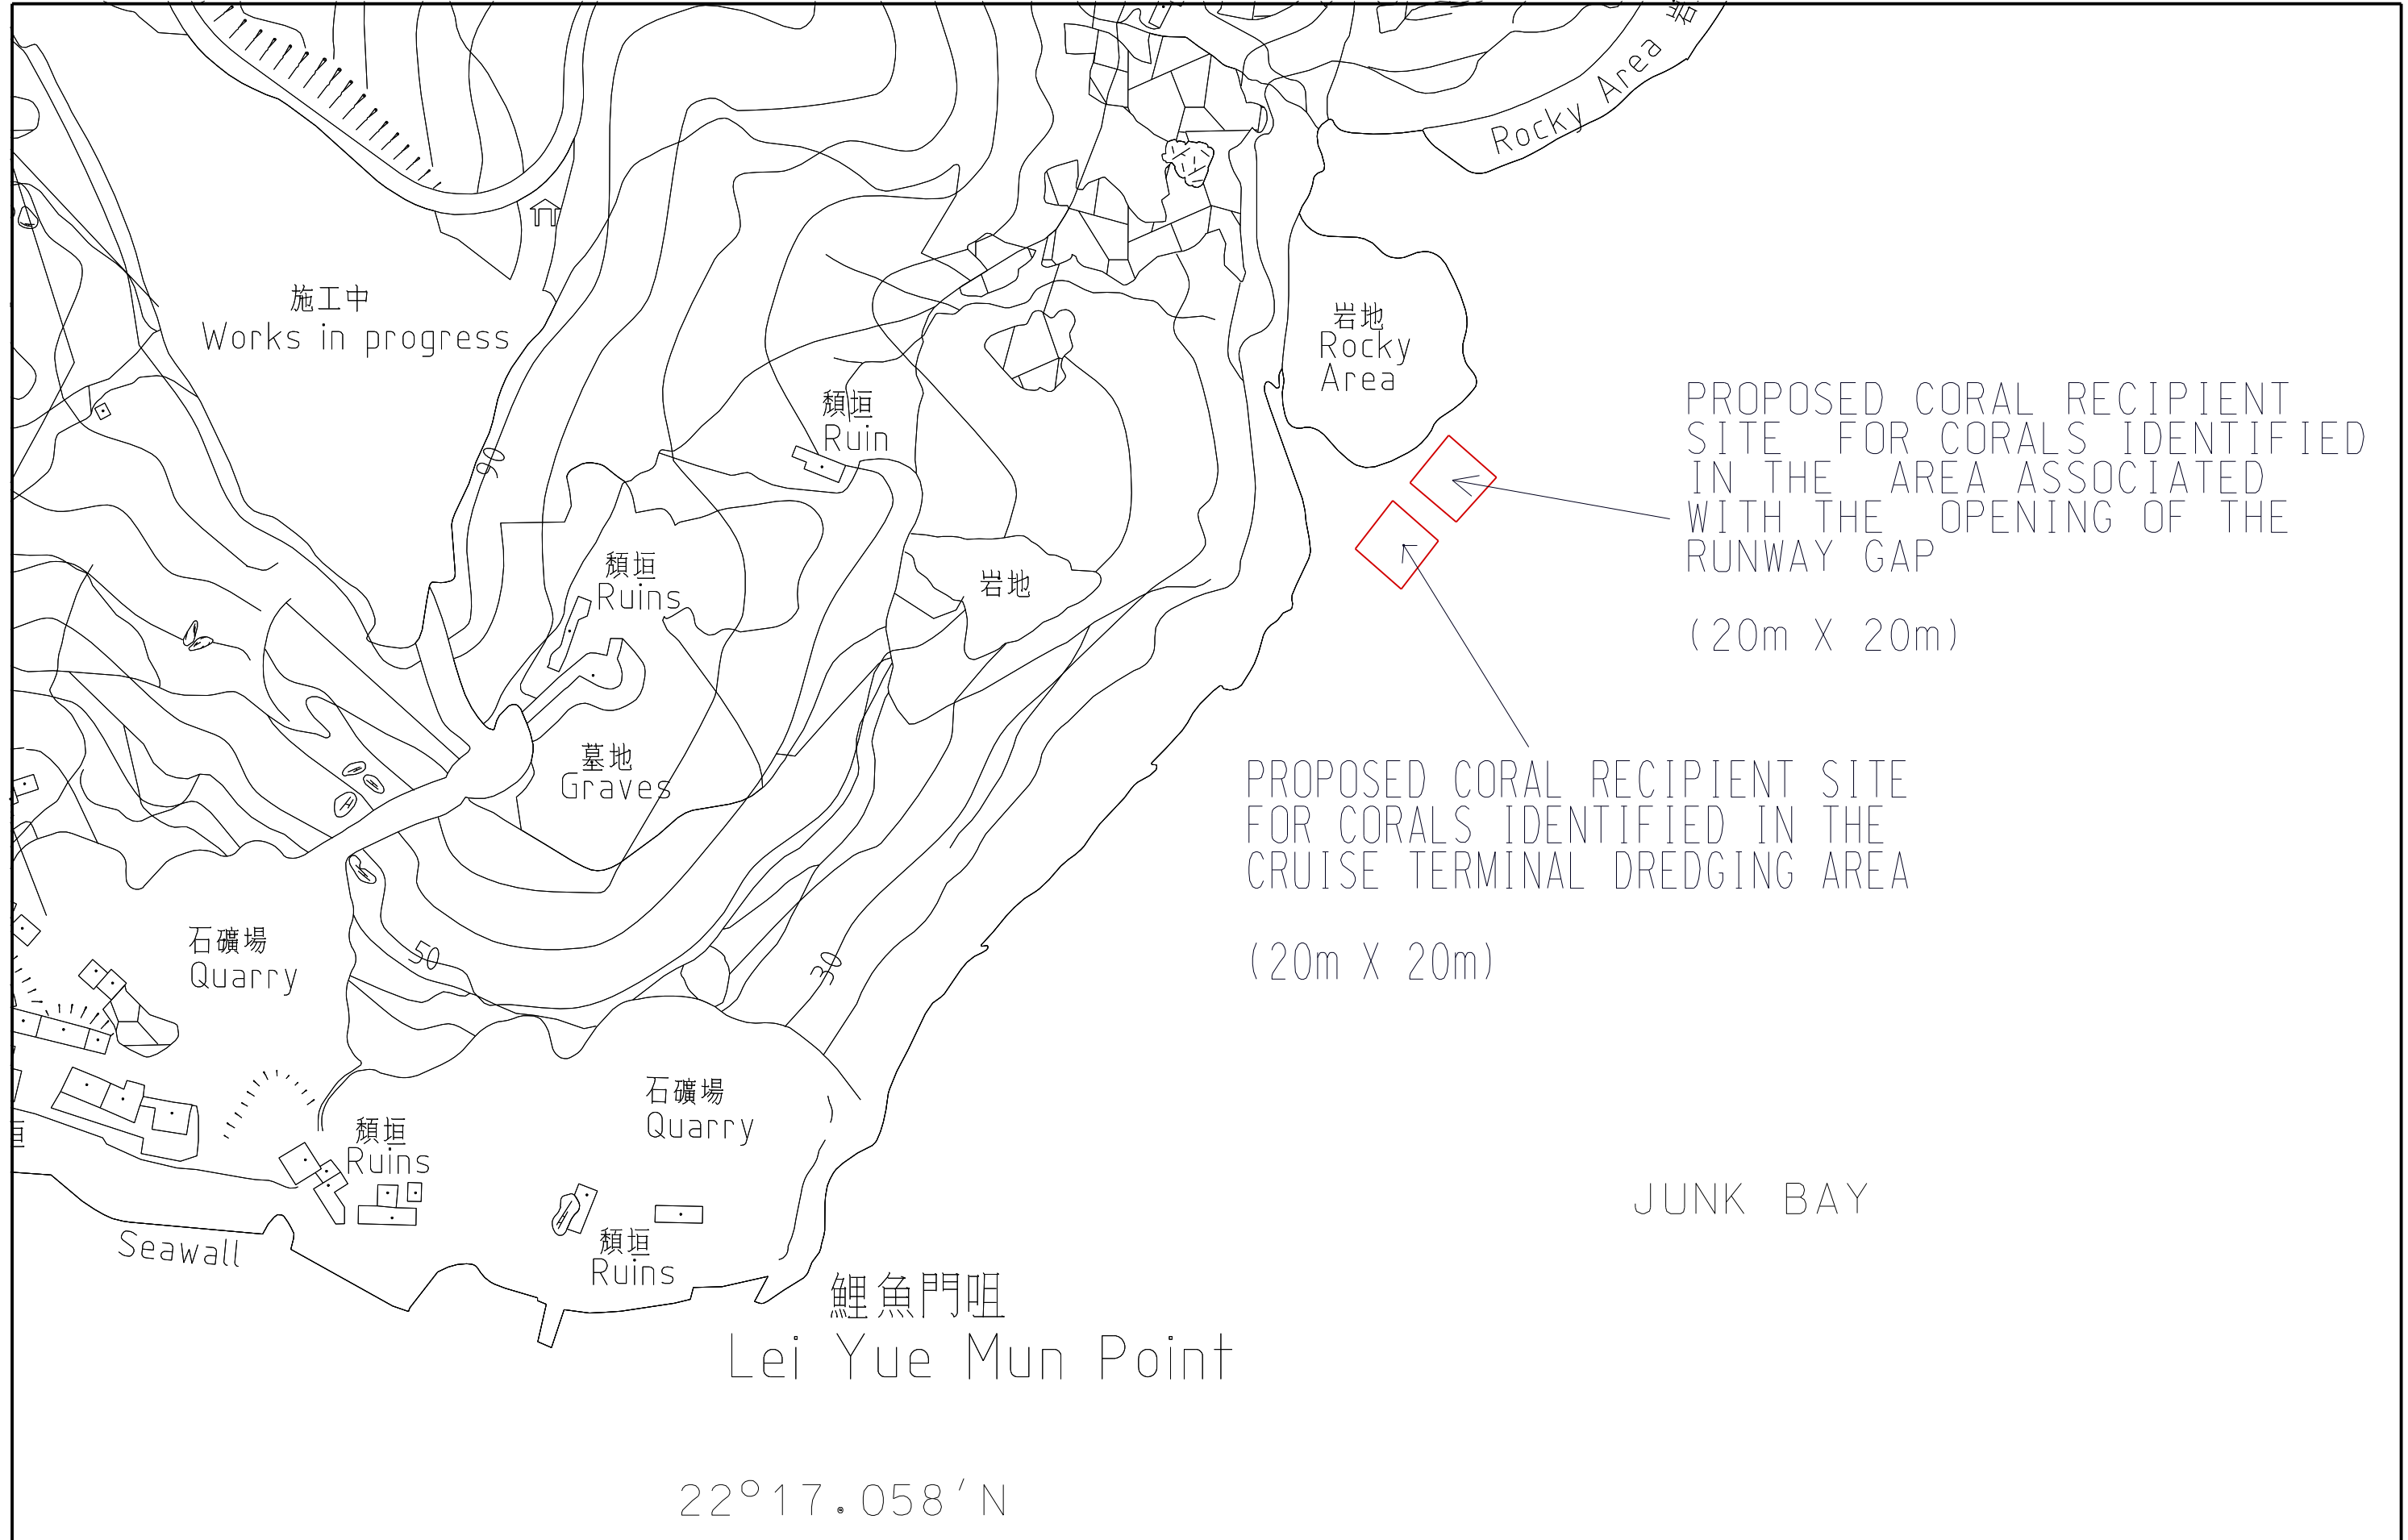 Rocky Area 岩
施工中
Works in progress
岩地
Rocky
Area
頹垣
Ruin
90
PROPOSED CORAL RECIPIENT
SITE FOR CORALS IDENTIFIED
IN THE AREA ASSOCIATED
WITH THE OPENING OF THE
RUNWAY GAP
(20m X 20m)
頹垣
Ruins
岩地
墓地
Graves
PROPOSED CORAL RECIPIENT SITE
FOR CORALS IDENTIFIED IN THE
CRUISE TERMINAL DREDGING AREA
(20m X 20m)
石礦場
Quarry
50
30
石礦場
Quarry
垣
頹垣
Ruins
JUNK BAY
Seawall
頹垣
Ruins
鯉魚門咀
Lei Yue Mun Point
22°17.058'N